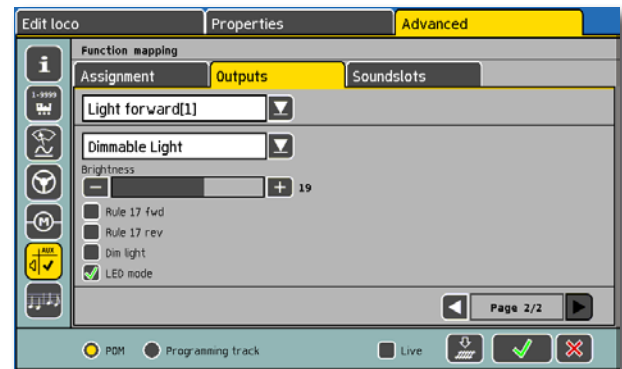 Edit loco
Properties
Advanced
Function mapping
Assignment
Outputs
Soundslots
1-9999
Light forward[1]
Dimmable Light
Brightness
19
Rule 17 fwd
Rule 17 rev
Dim light
LED mode
M
AUX
Page 2/2
POM
Programming track
Live